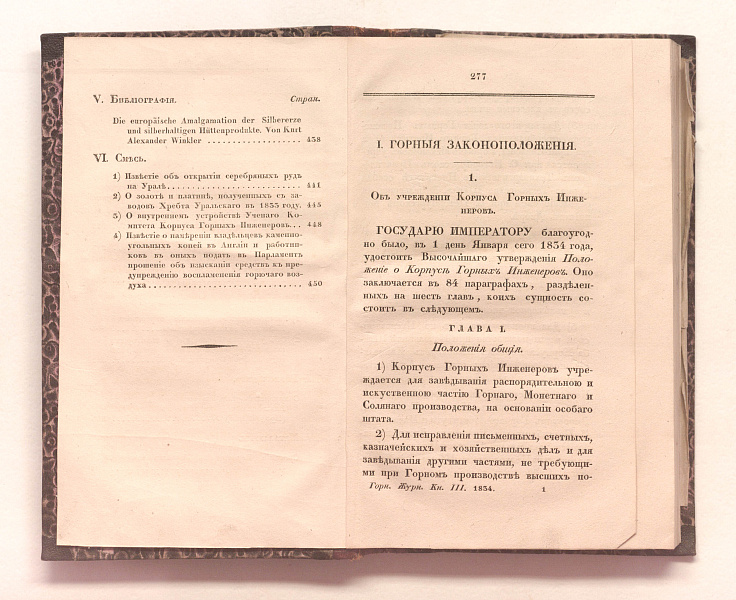 V. Библіографія. Стран.
Die europäische Amalgamation der Silbererze
und silberhaltigen Hüttenprodukte. Von Kurt
Alexander Winkler .................. 438
VI. Смѣсь.
1) Извѣстіе объ открытіи серебряныхъ рудъ
на Уралѣ.......................... 441
2) О золотѣ и платинѣ, полученныхъ съ за-
водовъ Хребта Уральскаго въ 1833 году. 445
3) О внутреннемъ устройствѣ Ученаго Ко-
митета Корпуса Горныхъ Инженеровъ... 448
4) Извѣстіе о намѣреніи владѣльцевъ каменно-
угольныхъ копей въ Англіи и работни-
ковъ въ оныхъ подать въ Парламентъ
прошеніе объ изысканіи средствъ къ пре-
дупрежденію воспламененія горючаго воз-
духа.............................. 450
277
I. ГОРНЫЯ ЗАКОНОПОЛОЖЕНІЯ.
1.
Объ учрежденіи Корпуса Горныхъ Инже-
неровъ.
ГОСУДАРЮ ИМПЕРАТОРУ благоугод-
но было, въ 1 день Января сего 1834 года,
удостоить Высочайшаго утвержденія Поло-
женіе о Корпусѣ Горныхъ Инженеровъ. Оно
заключается въ 84 параграфахъ, раздѣлен-
ныхъ на шесть главъ, коихъ сущность со-
стоитъ въ слѣдующемъ.
ГЛАВА I.
Положенія общія.
1) Корпусъ Горныхъ Инженеровъ учре-
ждается для завѣдыванія распорядительною и
искуственною частію Горнаго, Монетнаго и
Солянаго производства, на основаніи особаго
штата.
2) Для исправленія письменныхъ, счетныхъ,
казначейскихъ и хозяйственныхъ дѣлъ и для
завѣдыванія другими частями, не требующи-
ми при Горномъ производствѣ высшихъ по-
Горн. Журн. Кн. III. 1834. 1